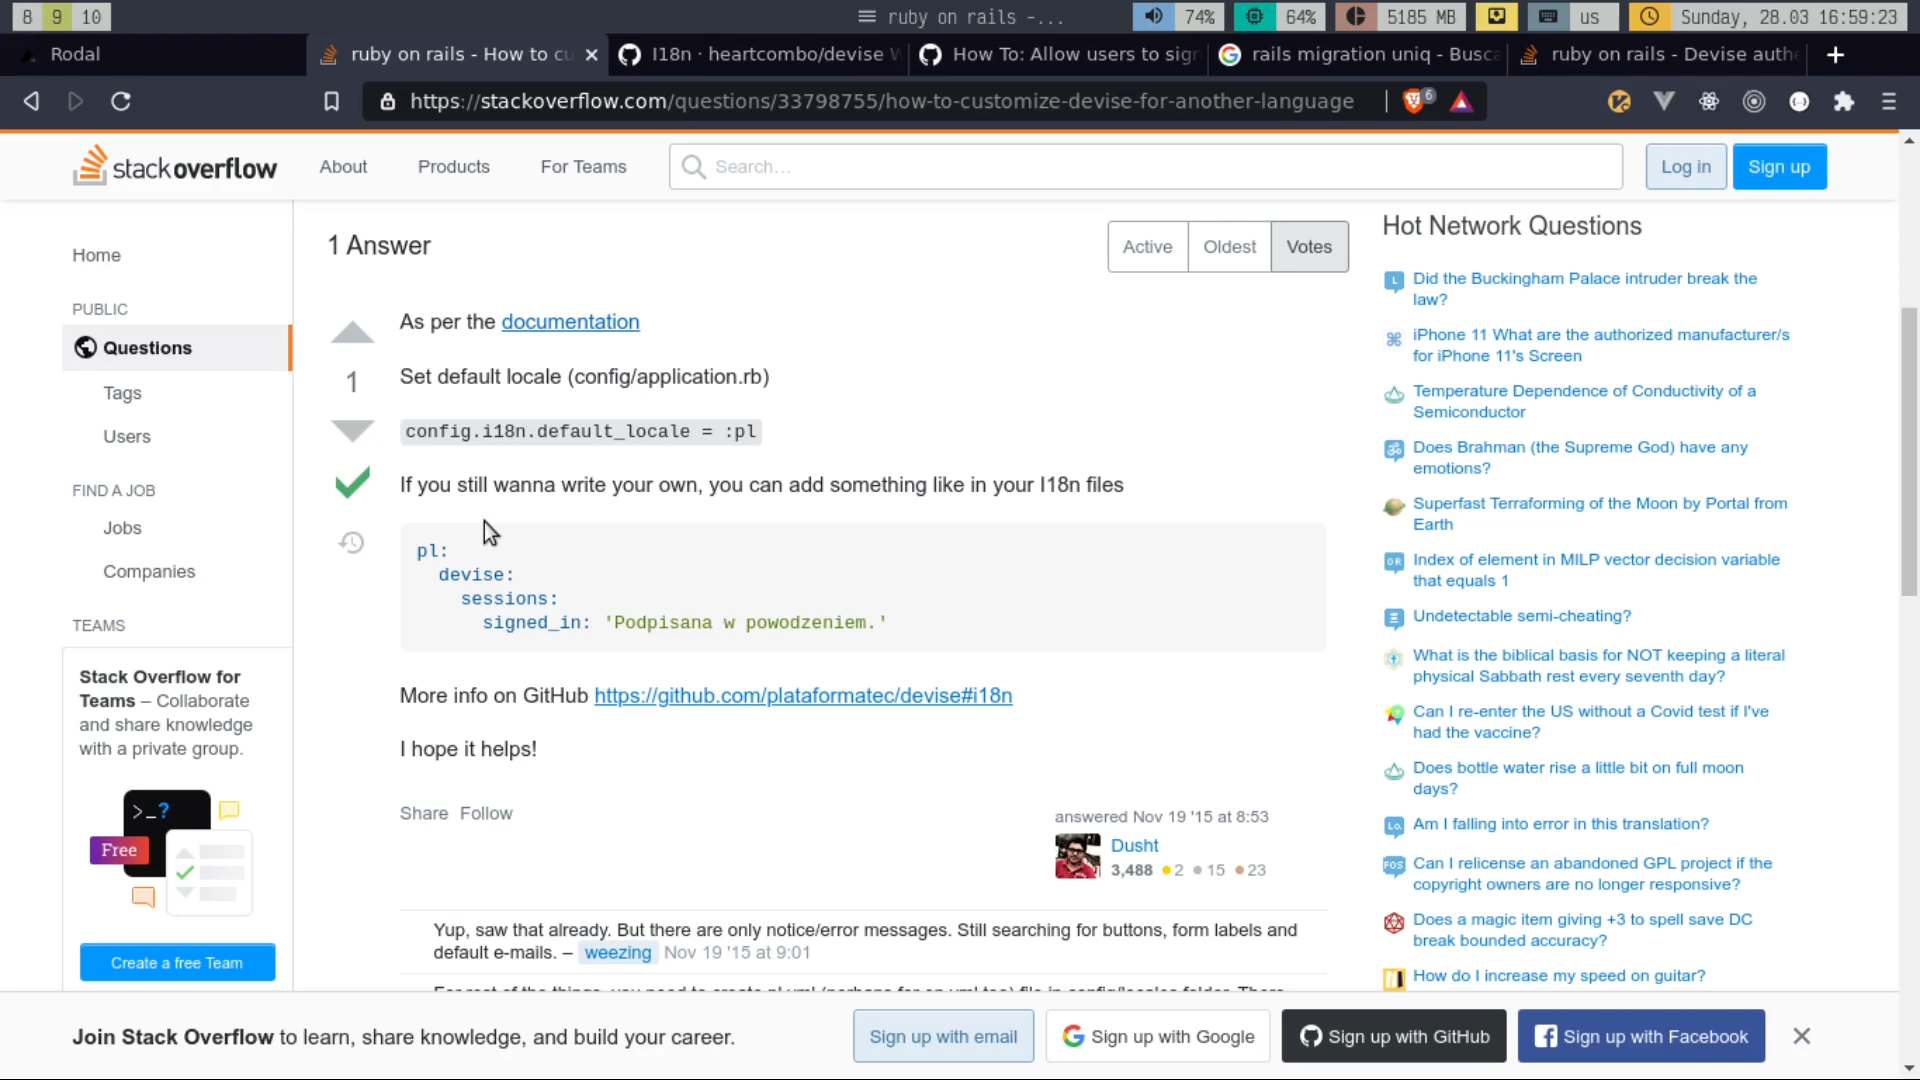 8 9 10
ruby on rails -...
74%
64%
5185 MB
us
Sunday, 28.03 16:59:23
Rodal
ruby on rails - How to cu
I18n · heartcombo/devise W
How To: Allow users to sign
rails migration uniq - Busca
ruby on rails - Devise authe
https://stackoverflow.com/questions/33798755/how-to-customize-devise-for-another-language
6
stackoverflow
About
Products
For Teams
Search...
Log in
Sign up
Home
PUBLIC
Questions
Tags
Users
FIND A JOB
Jobs
Companies
TEAMS
Stack Overflow for
Teams – Collaborate
and share knowledge
with a private group.
>_?
Free
Create a free Team
1 Answer
Active
Oldest
Votes
As per the documentation
1
Set default locale (config/application.rb)
config.i18n.default_locale = :pl
If you still wanna write your own, you can add something like in your I18n files
pl:
devise:
sessions:
signed_in: 'Podpisana w powodzeniem.'
More info on GitHub https://github.com/plataformatec/devise#i18n
I hope it helps!
Share Follow
answered Nov 19 '15 at 8:53
Dusht
3,488 2 15 23
Yup, saw that already. But there are only notice/error messages. Still searching for buttons, form labels and
default e-mails. – weezing Nov 19 '15 at 9:01
Hot Network Questions
Did the Buckingham Palace intruder break the
law?
iPhone 11 What are the authorized manufacturer/s
for iPhone 11's Screen
Temperature Dependence of Conductivity of a
Semiconductor
Does Brahman (the Supreme God) have any
emotions?
Superfast Terraforming of the Moon by Portal from
Earth
Index of element in MILP vector decision variable
that equals 1
Undetectable semi-cheating?
What is the biblical basis for NOT keeping a literal
physical Sabbath rest every seventh day?
Can I re-enter the US without a Covid test if I've
had the vaccine?
Does bottle water rise a little bit on full moon
days?
Am I falling into error in this translation?
Can I relicense an abandoned GPL project if the
copyright owners are no longer responsive?
Does a magic item giving +3 to spell save DC
break bounded accuracy?
How do I increase my speed on guitar?
Join Stack Overflow to learn, share knowledge, and build your career.
Sign up with email
Sign up with Google
Sign up with GitHub
Sign up with Facebook